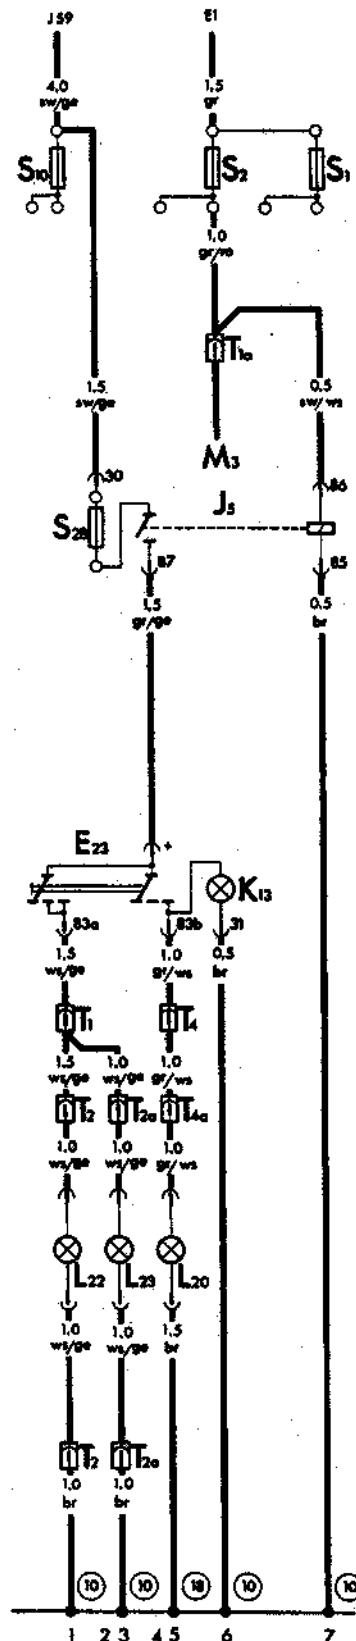 J59 E1
4,0 1,5
sw/ge gr
S10 S2 S1
1,0
gr/ws
T1a
1,5 0,5
sw/ge sw/ws
M3
30 86
J5
S28
87 85
1,5 0,5
gr/ge br
E23 +
K13
83a 83b 31
1,5 1,0 0,5
ws/ge gr/ws br
T1 T4
1,5 1,0 1,0
ws/ge ws/ge gr/ws
T2 T2a T4a
1,0 1,0 1,0
ws/ge ws/ge gr/ws
L22 L23 L20
1,0 1,0 1,5
ws/ge ws/ge br
T2 T2a
1,0 1,0
br br
10 10 18 10 10
1 2 3 4 5 6 7